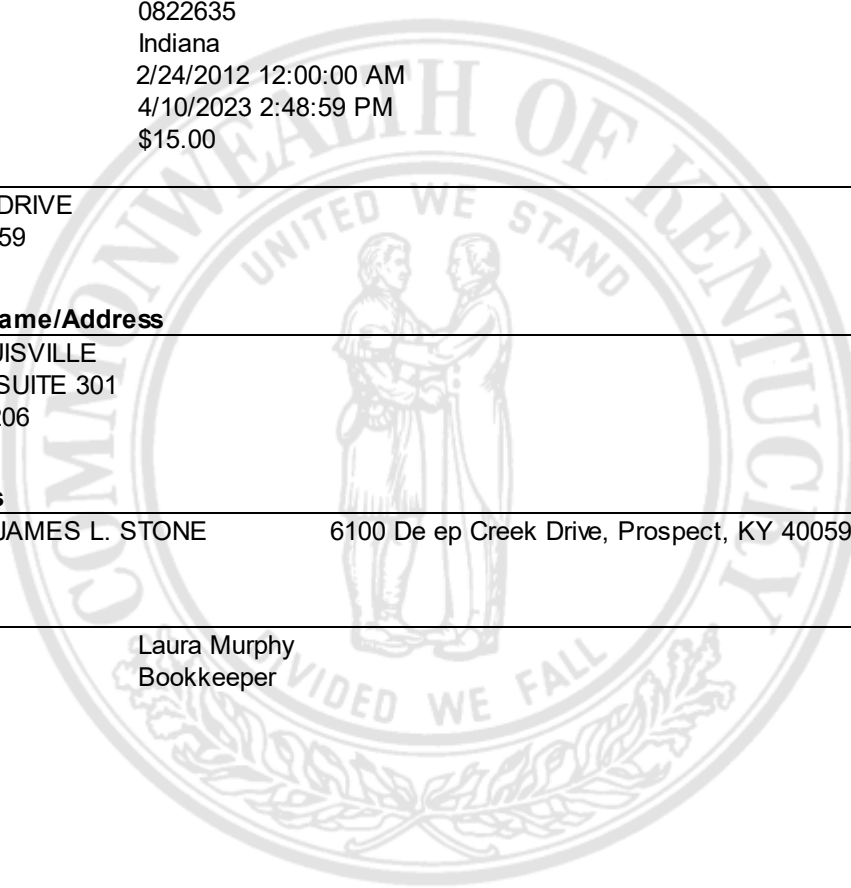 0822635
Indiana
2/24/2012 12:00:00 AM
4/10/2023 2:48:59 PM
$15.00
DRIVE
59
ame/Address
ISVILLE
SUITE 301
206
s
JAMES L. STONE 6100 De ep Creek Drive, Prospect, KY 40059
Laura Murphy
Bookkeeper
COMMONWEALTH OF KENTUCKY
UNITED WE STAND
DIVIDED WE FALL